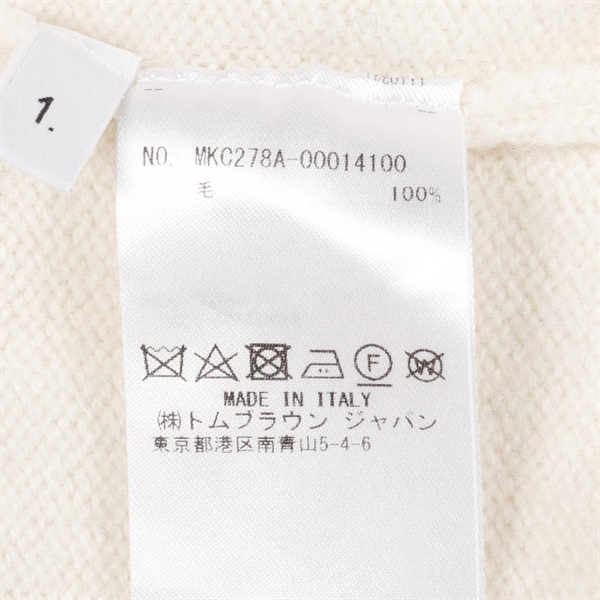 1.
NO. MKC278A-00014100
毛 100%
F W
MADE IN ITALY
(株)トムブラウン ジャパン
東京都港区南青山5-4-6